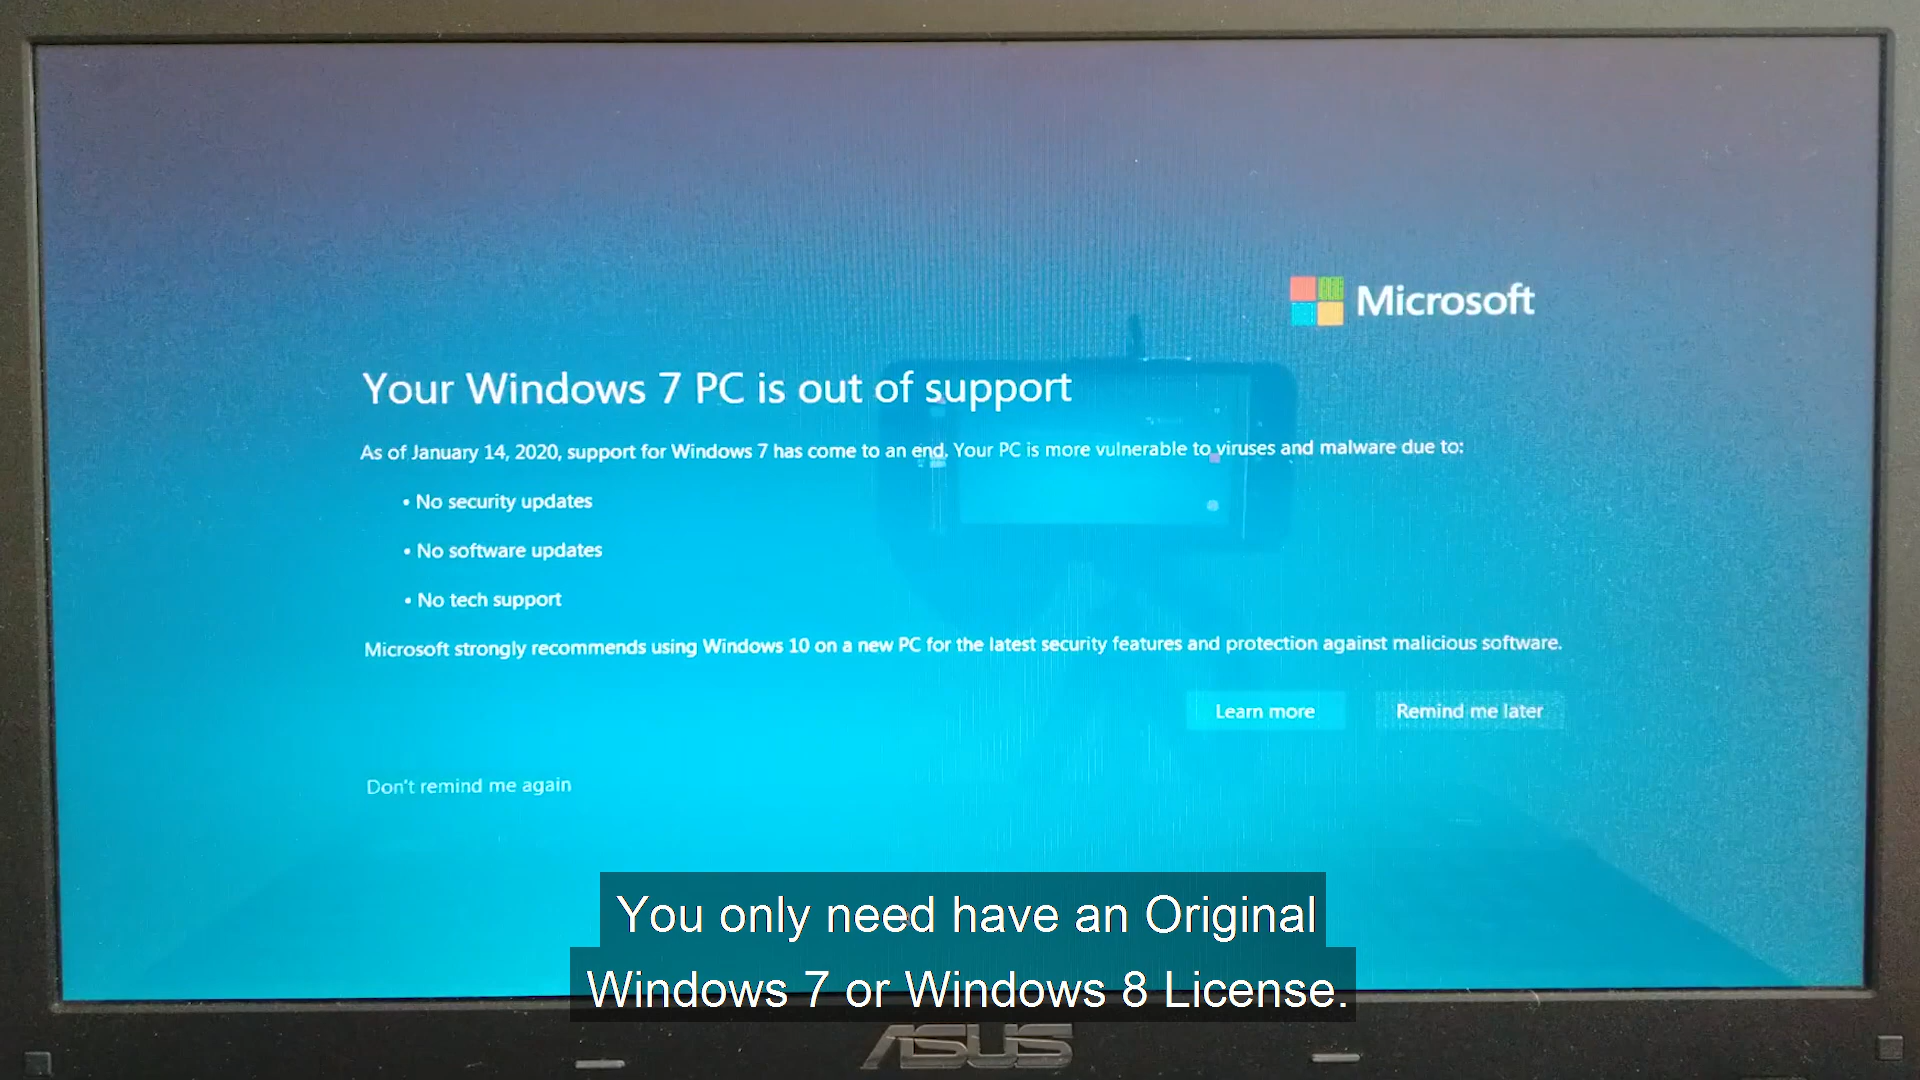 Microsoft
Your Windows 7 PC is out of support
As of January 14, 2020, support for Windows 7 has come to an end. Your PC is more vulnerable to viruses and malware due to:
• No security updates
• No software updates
• No tech support
Microsoft strongly recommends using Windows 10 on a new PC for the latest security features and protection against malicious software.
Learn more
Remind me later
Don't remind me again
You only need have an Original
Windows 7 or Windows 8 License.
ASUS